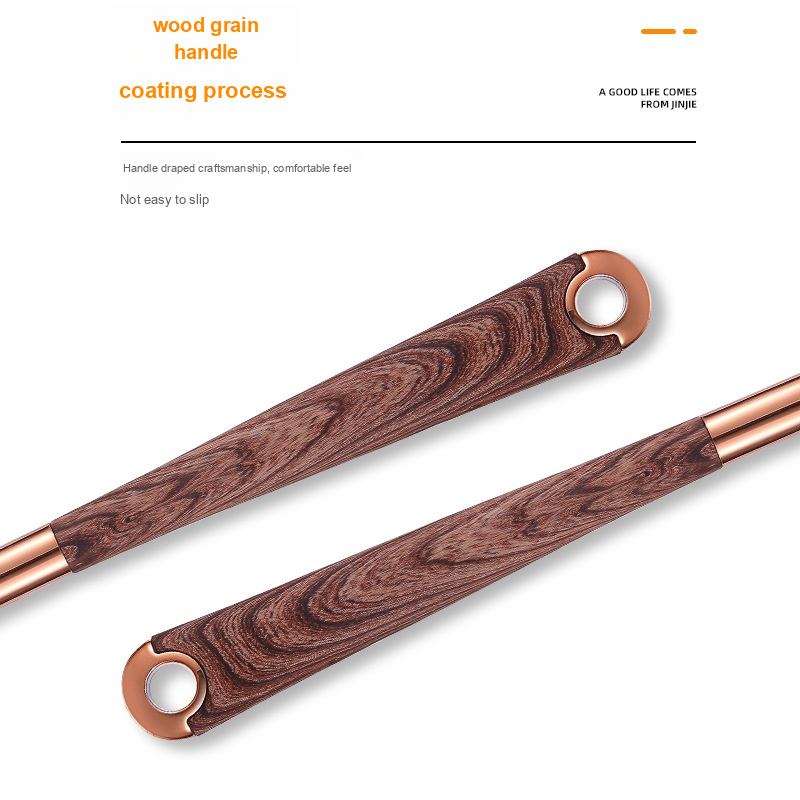 wood grain
handle
coating process
A GOOD LIFE COMES
FROM JINJIE
Handle draped craftsmanship, comfortable feel
Not easy to slip